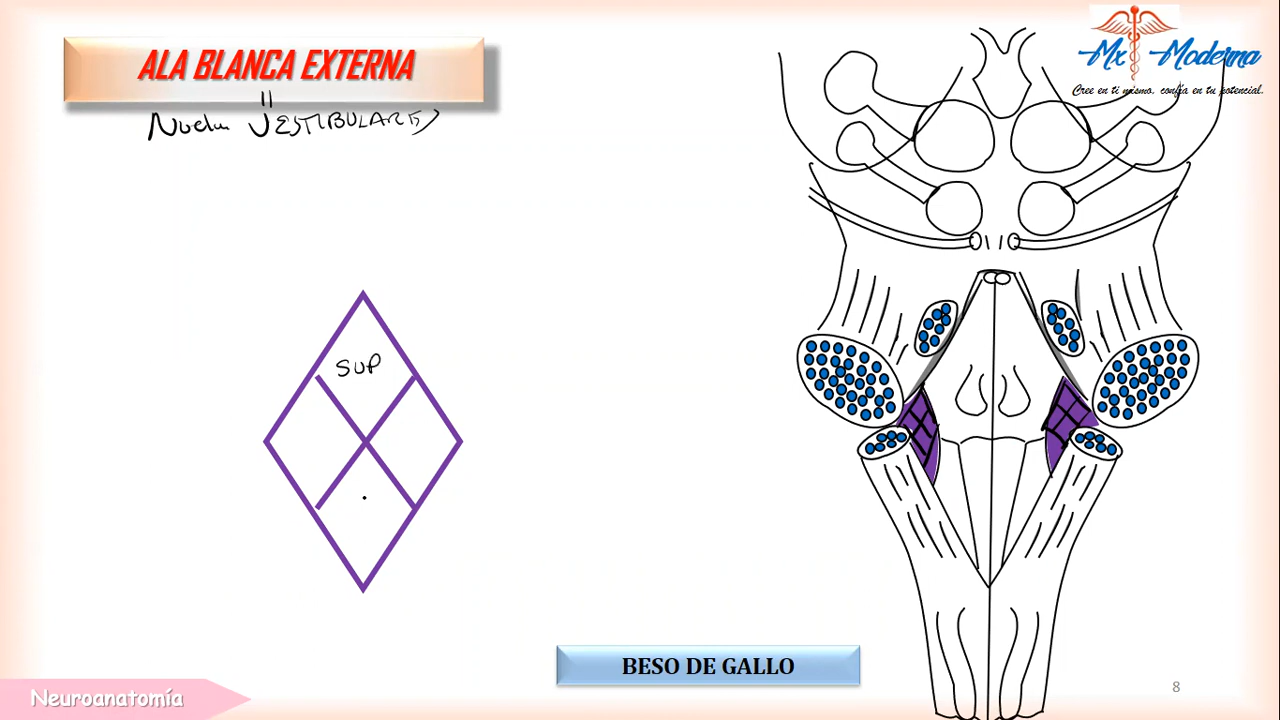 ALA BLANCA EXTERNA
Mx Moderna
Cree en ti mismo, confía en tu potencial.
VESTIBULARES
SUP
BESO DE GALLO
Neuroanatomía
8